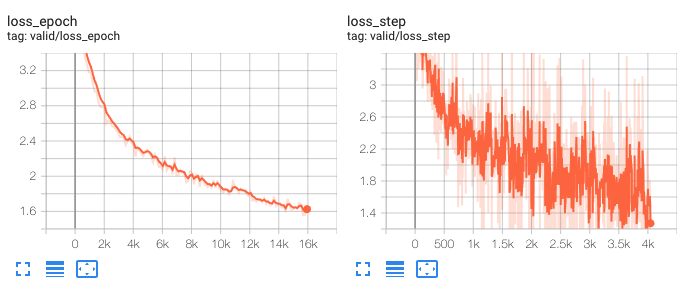 loss_epoch
tag: valid/loss_epoch
3.2
2.8
2.4
2
1.6
0 2k 4k 6k 8k 10k 12k 14k 16k
loss_step
tag: valid/loss_step
3
2.6
2.2
1.8
1.4
0 500 1k 1.5k 2k 2.5k 3k 3.5k 4k